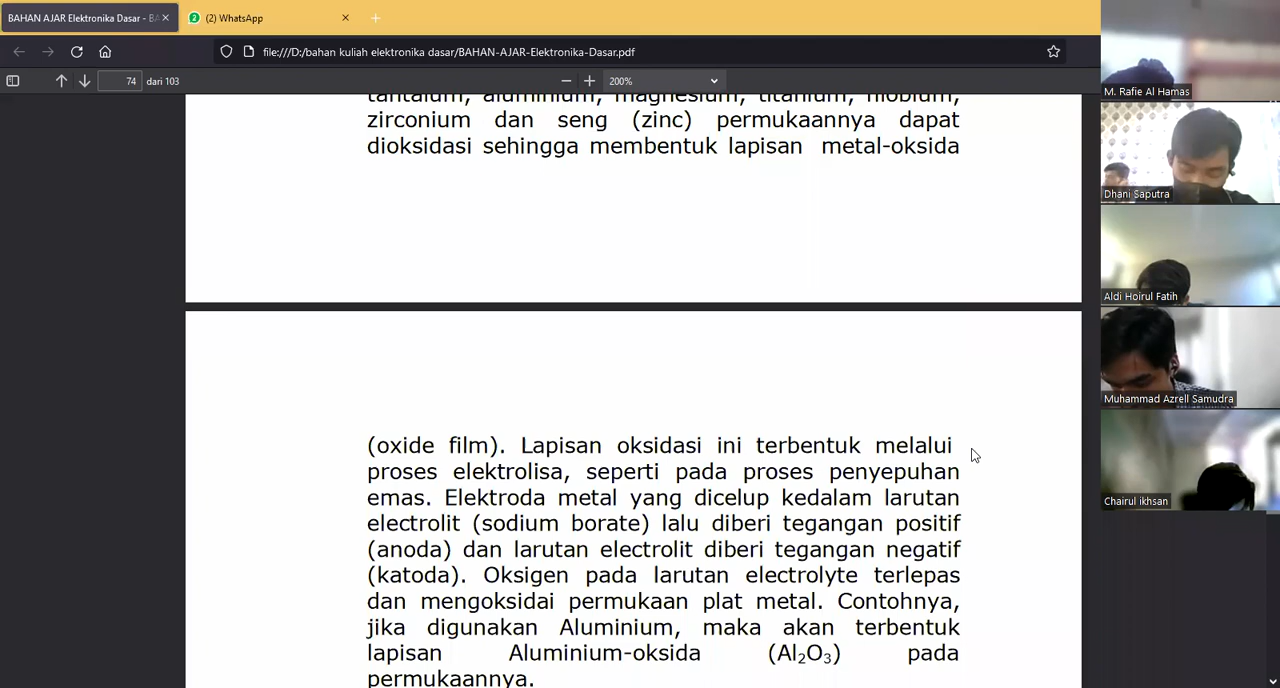 BAHAN AJAR Elektronika Dasar - BA
(2) WhatsApp
file:///D:/bahan kuliah elektronika dasar/BAHAN-AJAR-Elektronika-Dasar.pdf
74 dari 103
200%
tantalum, aluminium, magnesium, titanium, niobium,
zirconium dan seng (zinc) permukaannya dapat
dioksidasi sehingga membentuk lapisan metal-oksida
(oxide film). Lapisan oksidasi ini terbentuk melalui
proses elektrolisa, seperti pada proses penyepuhan
emas. Elektroda metal yang dicelup kedalam larutan
electrolit (sodium borate) lalu diberi tegangan positif
(anoda) dan larutan electrolit diberi tegangan negatif
(katoda). Oksigen pada larutan electrolyte terlepas
dan mengoksidai permukaan plat metal. Contohnya,
jika digunakan Aluminium, maka akan terbentuk
lapisan Aluminium-oksida (Al₂O₃) pada
permukaannya.
M. Rafie Al Hamas
Dhani Saputra
Aldi Hoirul Fatih
Muhammad Azrell Samudra
Chairul ikhsan